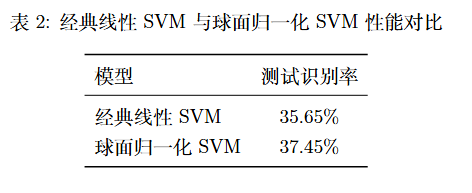 表 2: 经典线性 SVM 与球面归一化 SVM 性能对比
模型 测试识别率
经典线性 SVM 35.65%
球面归一化 SVM 37.45%